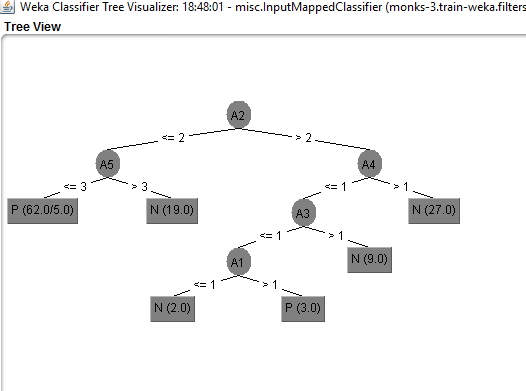 Weka Classifier Tree Visualizer: 18:48:01 - misc.InputMappedClassifier (monks-3.train-weka.filters
Tree View
A2
<= 2 > 2
A5 A4
<= 3 > 3 <= 1 > 1
P (62.0/5.0) N (19.0) A3 N (27.0)
<= 1 > 1
A1 N (9.0)
<= 1 > 1
N (2.0) P (3.0)